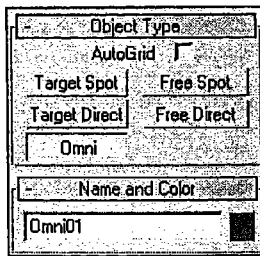 - Object Type
AutoGrid
Target Spot Free Spot
Target Direct Free Direct
Omni
- Name and Color
Omni01